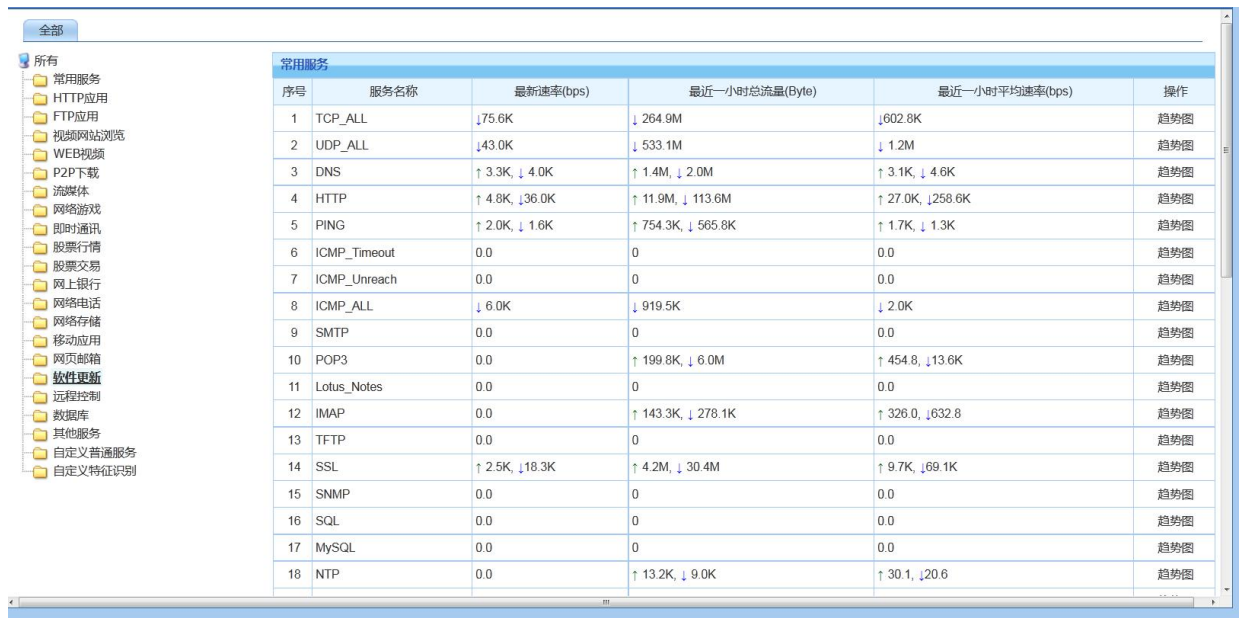 全部
所有
常用服务
HTTP应用
FTP应用
视频网站浏览
WEB视频
P2P下载
流媒体
网络游戏
即时通讯
股票行情
股票交易
网上银行
网络电话
网络存储
移动应用
网页邮箱
软件更新
远程控制
数据库
其他服务
自定义普通服务
自定义特征识别
常用服务
序号 服务名称 最新速率(bps) 最近一小时总流量(Byte) 最近一小时平均速率(bps) 操作
1 TCP_ALL ↓75.6K ↓ 264.9M ↓602.8K 趋势图
2 UDP_ALL ↓43.0K ↓ 533.1M ↓ 1.2M 趋势图
3 DNS ↑ 3.3K, ↓ 4.0K ↑ 1.4M, ↓ 2.0M ↑ 3.1K, ↓ 4.6K 趋势图
4 HTTP ↑ 4.8K, ↓36.0K ↑ 11.9M, ↓ 113.6M ↑ 27.0K, ↓258.6K 趋势图
5 PING ↑ 2.0K, ↓ 1.6K ↑ 754.3K, ↓ 565.8K ↑ 1.7K, ↓ 1.3K 趋势图
6 ICMP_Timeout 0.0 0 0.0 趋势图
7 ICMP_Unreach 0.0 0 0.0 趋势图
8 ICMP_ALL ↓ 6.0K ↓ 919.5K ↓ 2.0K 趋势图
9 SMTP 0.0 0 0.0 趋势图
10 POP3 0.0 ↑ 199.8K, ↓ 6.0M ↑ 454.8, ↓13.6K 趋势图
11 Lotus_Notes 0.0 0 0.0 趋势图
12 IMAP 0.0 ↑ 143.3K, ↓ 278.1K ↑ 326.0, ↓632.8 趋势图
13 TFTP 0.0 0 0.0 趋势图
14 SSL ↑ 2.5K, ↓18.3K ↑ 4.2M, ↓ 30.4M ↑ 9.7K, ↓69.1K 趋势图
15 SNMP 0.0 0 0.0 趋势图
16 SQL 0.0 0 0.0 趋势图
17 MySQL 0.0 0 0.0 趋势图
18 NTP 0.0 ↑ 13.2K, ↓ 9.0K ↑ 30.1, ↓20.6 趋势图